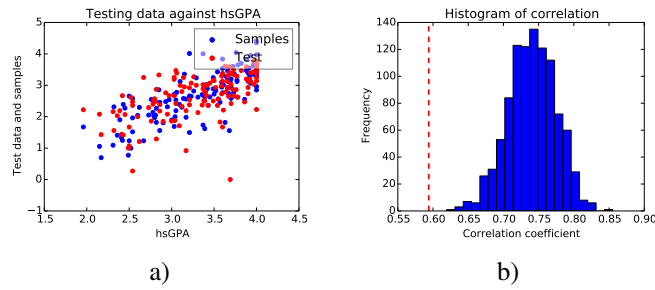 Testing data against hsGPA
Test data and samples
5
4
3
2
1
0
−1
Samples
Test
1.5 2.0 2.5 3.0 3.5 4.0 4.5
hsGPA
a)
Histogram of correlation
Frequency
140
120
100
80
60
40
20
0
0.55 0.60 0.65 0.70 0.75 0.80 0.85 0.90
Correlation coefficient
b)